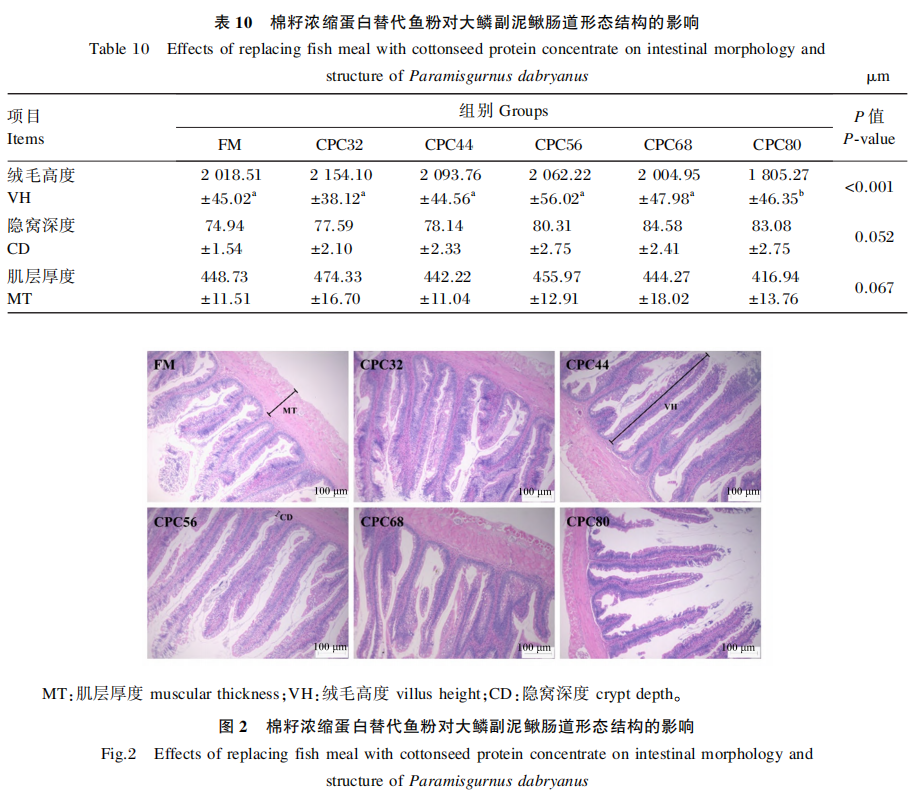 表 10 棉籽浓缩蛋白替代鱼粉对大鳞副泥鳅肠道形态结构的影响
Table 10 Effects of replacing fish meal with cottonseed protein concentrate on intestinal morphology and
structure of Paramisgurnus dabryanus μm
项目 组别 Groups P 值
Items FM CPC32 CPC44 CPC56 CPC68 CPC80 P-value
绒毛高度 2 018.51 2 154.10 2 093.76 2 062.22 2 004.95 1 805.27
VH ±45.02ᵃ ±38.12ᵃ ±44.56ᵃ ±56.02ᵃ ±47.98ᵃ ±46.35ᵇ <0.001
隐窝深度 74.94 77.59 78.14 80.31 84.58 83.08
CD ±1.54 ±2.10 ±2.33 ±2.75 ±2.41 ±2.75 0.052
肌层厚度 448.73 474.33 442.22 455.97 444.27 416.94
MT ±11.51 ±16.70 ±11.04 ±12.91 ±18.02 ±13.76 0.067
FM CPC32 CPC44
MT VH
100 μm 100 μm 100 μm
CPC56 CD CPC68 CPC80
100 μm 100 μm 100 μm
MT:肌层厚度 muscular thickness;VH:绒毛高度 villus height;CD:隐窝深度 crypt depth。
图 2 棉籽浓缩蛋白替代鱼粉对大鳞副泥鳅肠道形态结构的影响
Fig.2 Effects of replacing fish meal with cottonseed protein concentrate on intestinal morphology and
structure of Paramisgurnus dabryanus